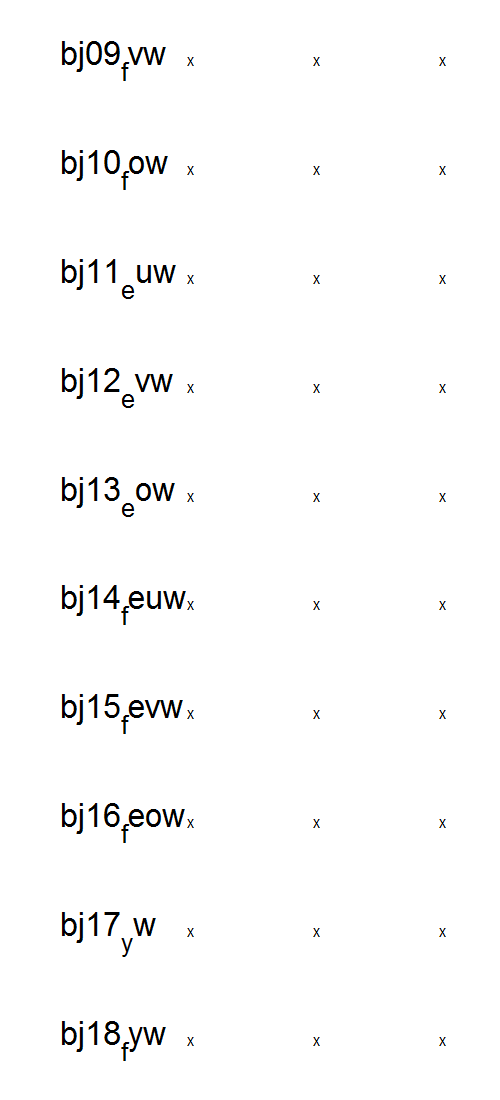 bj09fvw x x x
bj10fow x x x
bj11euw x x x
bj12evw x x x
bj13eow x x x
bj14feuw x x x
bj15fevw x x x
bj16feow x x x
bj17yw x x x
bj18fyw x x x